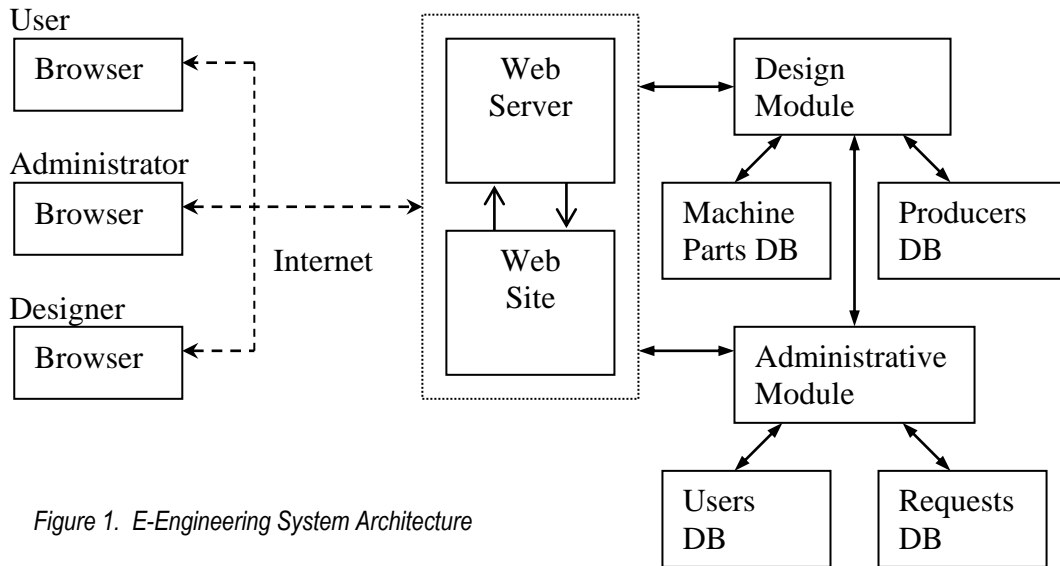 User
Browser
Administrator
Browser
Designer
Browser
Internet
Web
Server
Web
Site
Design
Module
Machine
Parts DB
Producers
DB
Administrative
Module
Users
DB
Requests
DB
Figure 1.  E-Engineering System Architecture